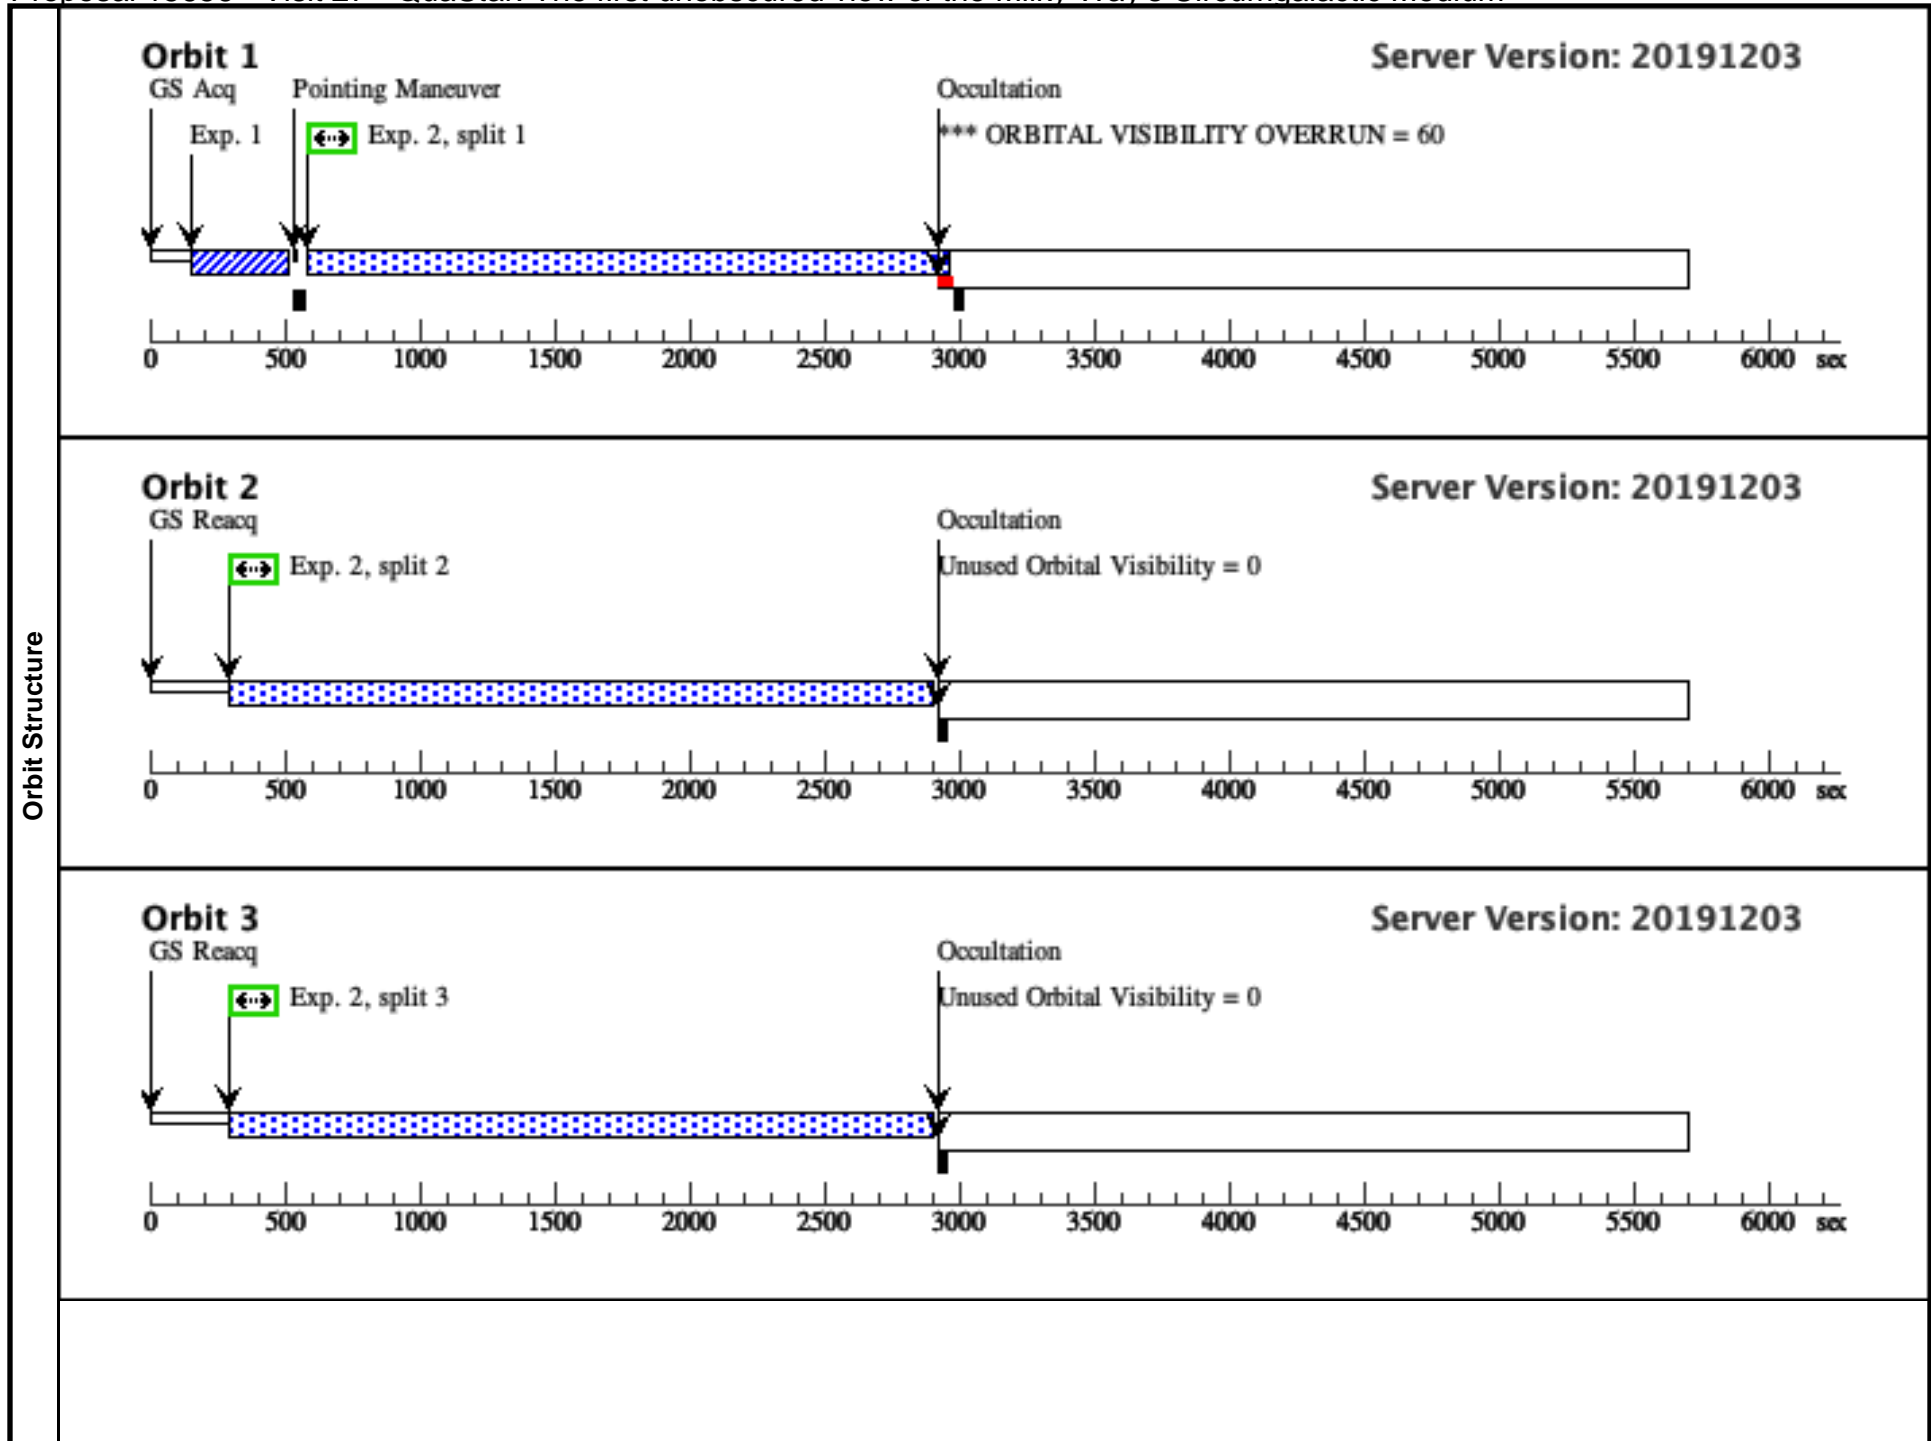 Orbit Structure
Orbit 1
Server Version: 20191203
GS Acq Pointing Maneuver Occultation
Exp. 1 Exp. 2, split 1 *** ORBITAL VISIBILITY OVERRUN = 60
0 500 1000 1500 2000 2500 3000 3500 4000 4500 5000 5500 6000 sec
Orbit 2
Server Version: 20191203
GS Reacq Occultation
Exp. 2, split 2 Unused Orbital Visibility = 0
0 500 1000 1500 2000 2500 3000 3500 4000 4500 5000 5500 6000 sec
Orbit 3
Server Version: 20191203
GS Reacq Occultation
Exp. 2, split 3 Unused Orbital Visibility = 0
0 500 1000 1500 2000 2500 3000 3500 4000 4500 5000 5500 6000 sec